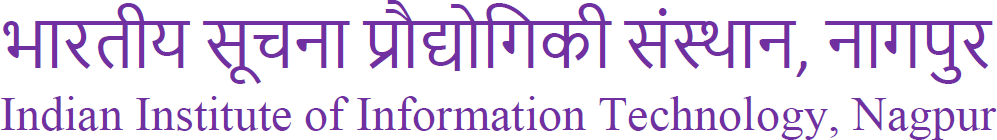 भारतीय सूचना प्रौद्योगिकी संस्थान, नागपुर
Indian Institute of Information Technology, Nagpur